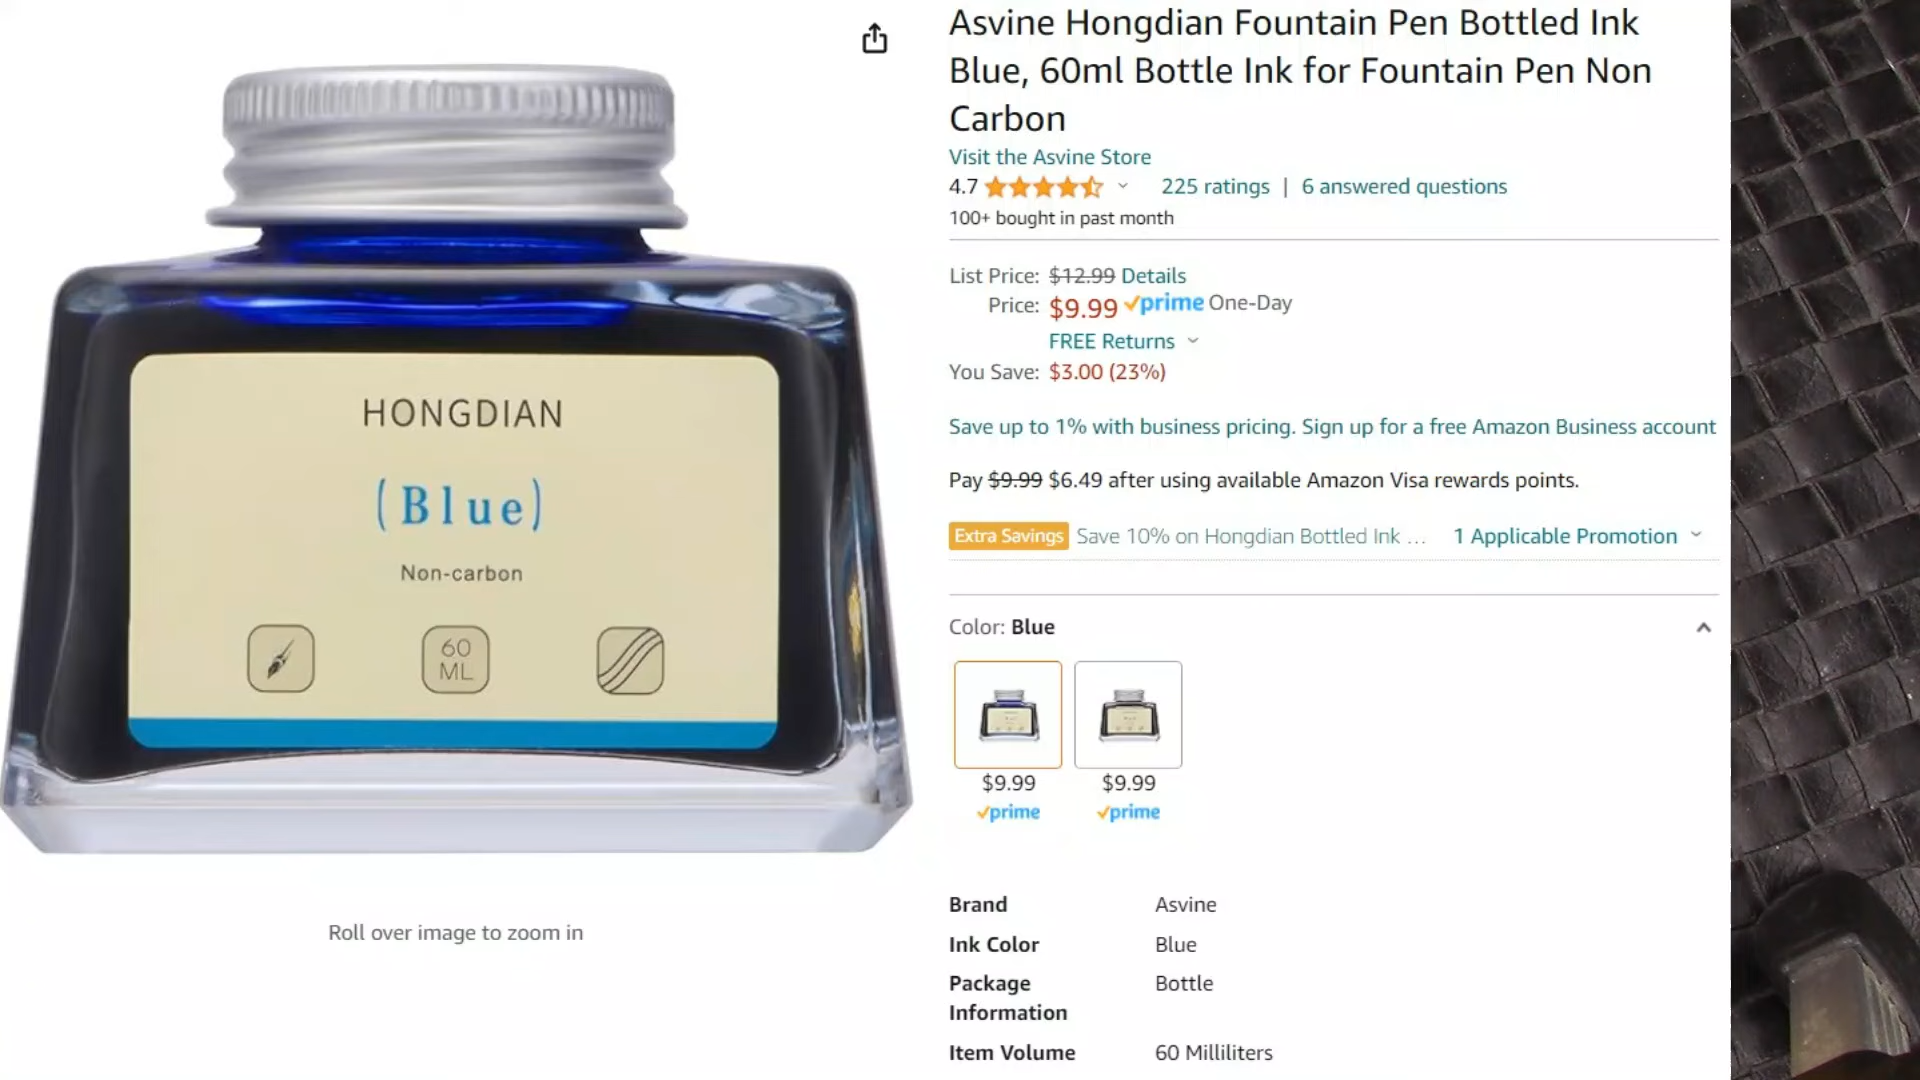 Asvine Hongdian Fountain Pen Bottled Ink
Blue, 60ml Bottle Ink for Fountain Pen Non
Carbon
Visit the Asvine Store
4.7 225 ratings | 6 answered questions
100+ bought in past month
List Price: $12.99 Details
Price: $9.99 prime One-Day
FREE Returns
You Save: $3.00 (23%)
Save up to 1% with business pricing. Sign up for a free Amazon Business account
Pay $9.99 $6.49 after using available Amazon Visa rewards points.
Extra Savings Save 10% on Hongdian Bottled Ink ... 1 Applicable Promotion
Color: Blue
$9.99 $9.99
prime prime
Brand Asvine
Ink Color Blue
Package Bottle
Information
Item Volume 60 Milliliters
HONGDIAN
(Blue)
Non-carbon
60
ML
Roll over image to zoom in